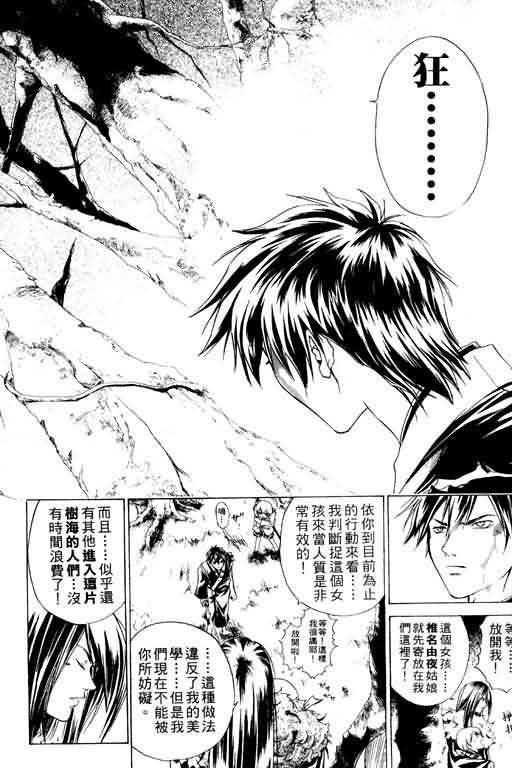 狂………
等等…
放開我！
這個女孩…
椎名由夜姑娘
就先寄放在我
們這裡了！
依你到目前為止
的行動來看……
我判斷捉這個女
孩來當人質是非
常有效的！
等等！這樣
我很痛耶！
放開啦！
……這種做法
違反了我的美
學……但是我
們現在不能被
你所妨礙。
而且……似乎還
有其他進入這片
樹海的人們…沒
有時間浪費了！